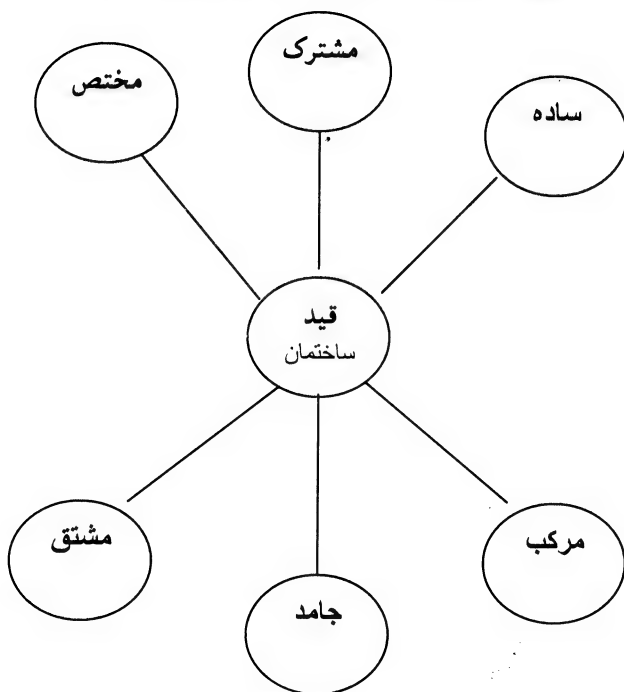 مشترک
مختص
ساده
قید
ساختمان
مشتق
مرکب
جامد